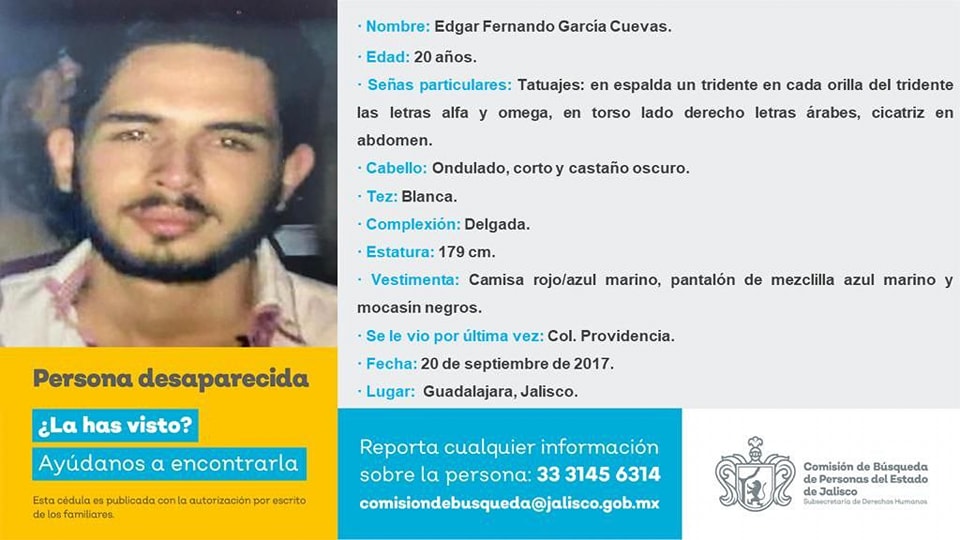 · Nombre: Edgar Fernando García Cuevas.
· Edad: 20 años.
· Señas particulares: Tatuajes: en espalda un tridente en cada orilla del tridente
las letras alfa y omega, en torso lado derecho letras árabes, cicatriz en
abdomen.
· Cabello: Ondulado, corto y castaño oscuro.
· Tez: Blanca.
· Complexión: Delgada.
· Estatura: 179 cm.
· Vestimenta: Camisa rojo/azul marino, pantalón de mezclilla azul marino y
mocasín negros.
· Se le vio por última vez: Col. Providencia.
· Fecha: 20 de septiembre de 2017.
· Lugar: Guadalajara, Jalisco.
Persona desaparecida
¿La has visto?
Ayúdanos a encontrarla
Esta cédula es publicada con la autorización por escrito
de los familiares.
Reporta cualquier información
sobre la persona: 33 3145 6314
comisiondebusqueda@jalisco.gob.mx
Comisión de Búsqueda
de Personas del Estado
de Jalisco
Subsecretaría de Derechos Humanos